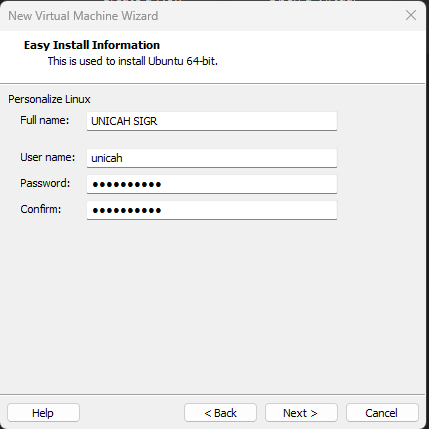 New Virtual Machine Wizard
Easy Install Information
This is used to install Ubuntu 64-bit.
Personalize Linux
Full name: UNICAH SIGR
User name: unicah
Password: ●●●●●●●●●●
Confirm: ●●●●●●●●●●
Help < Back Next > Cancel